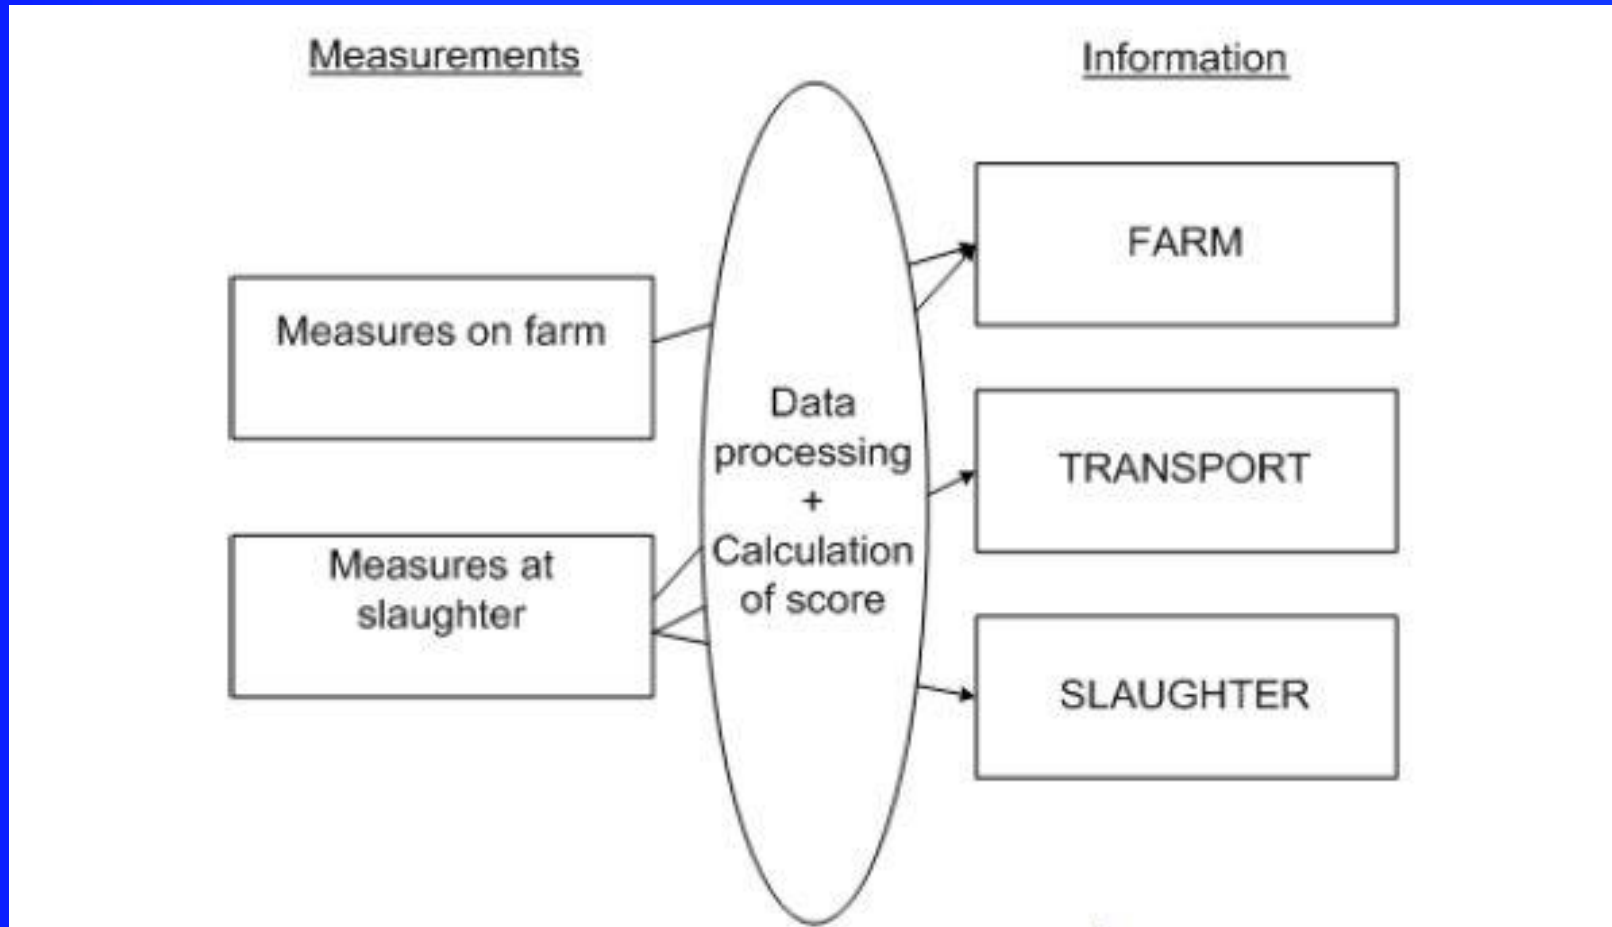 Measurements
Information
Measures on farm
Measures at
slaughter
Data
processing
+
Calculation
of score
FARM
TRANSPORT
SLAUGHTER